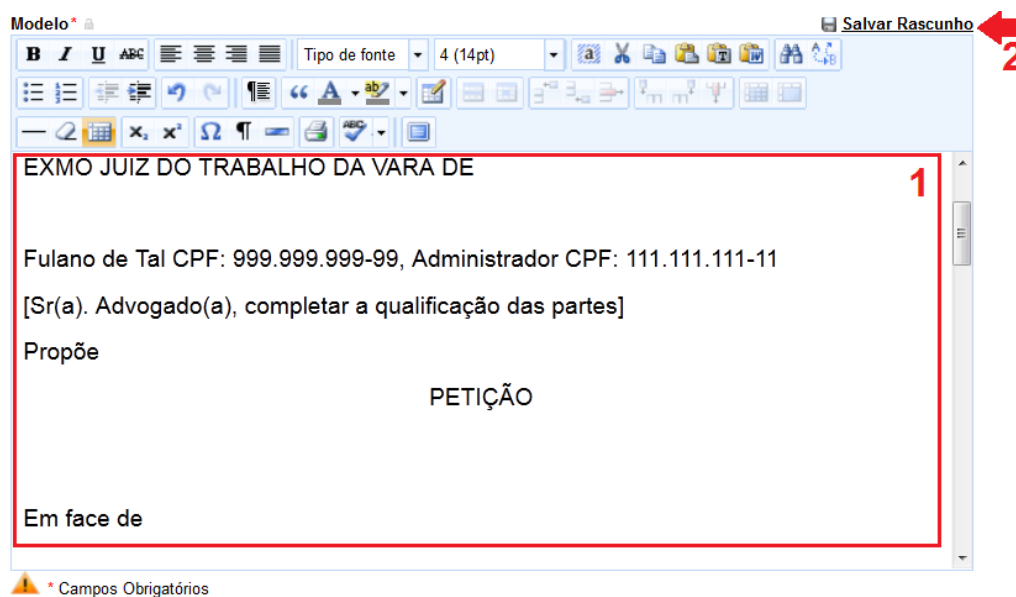 Modelo* Salvar Rascunho
2
B I U ABC Tipo de fonte 4 (14pt)
EXMO JUIZ DO TRABALHO DA VARA DE
1
Fulano de Tal CPF: 999.999.999-99, Administrador CPF: 111.111.111-11
[Sr(a). Advogado(a), completar a qualificação das partes]
Propõe
PETIÇÃO
Em face de
* Campos Obrigatórios